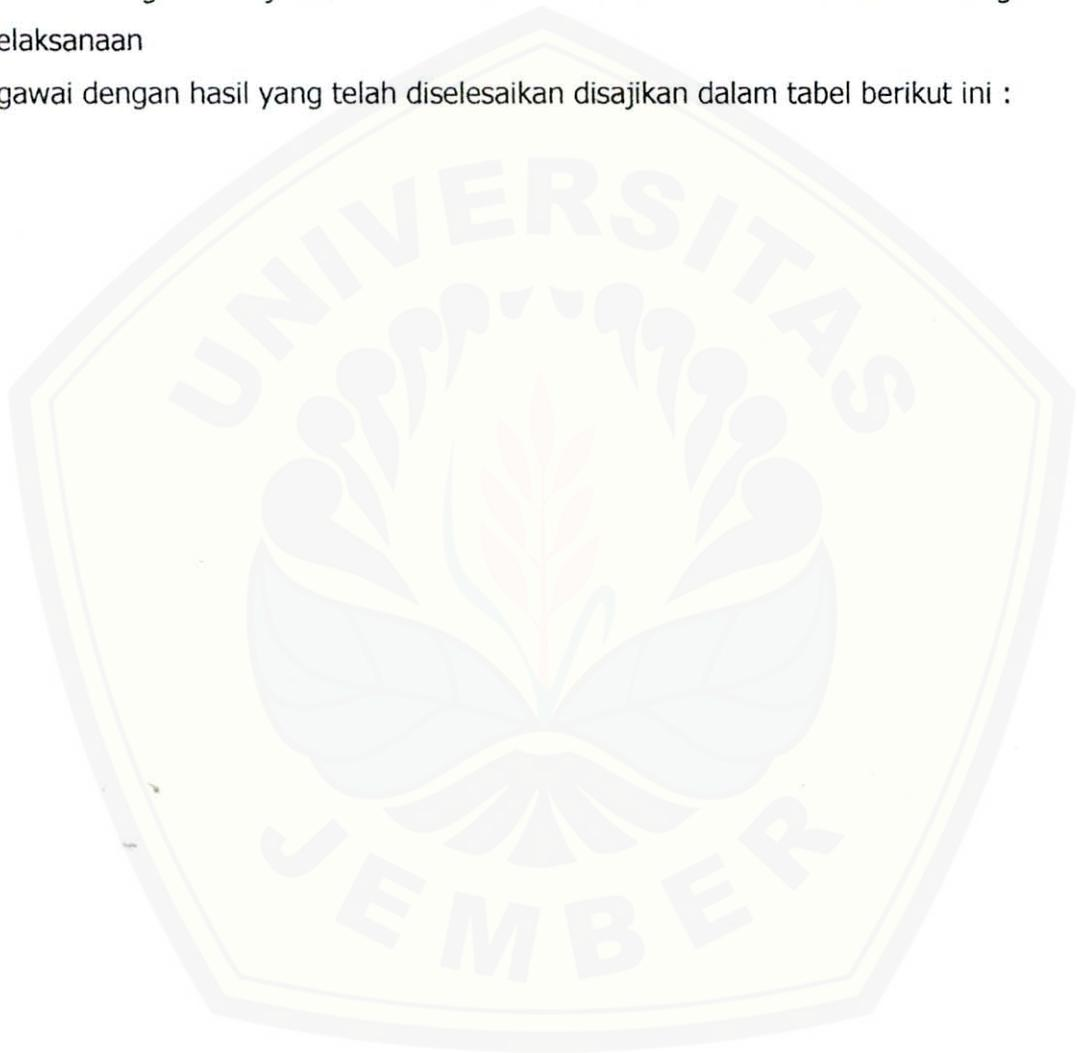 elaksanaan
gawai dengan hasil yang telah diselesaikan disajikan dalam tabel berikut ini :
UNIVERSITAS
JEMBER